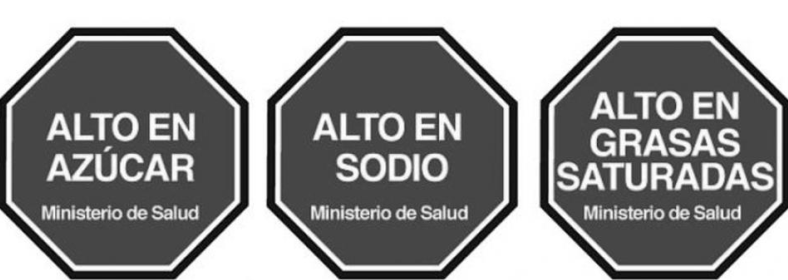 ALTO EN
AZÚCAR
Ministerio de Salud
ALTO EN
SODIO
Ministerio de Salud
ALTO EN
GRASAS
SATURADAS
Ministerio de Salud